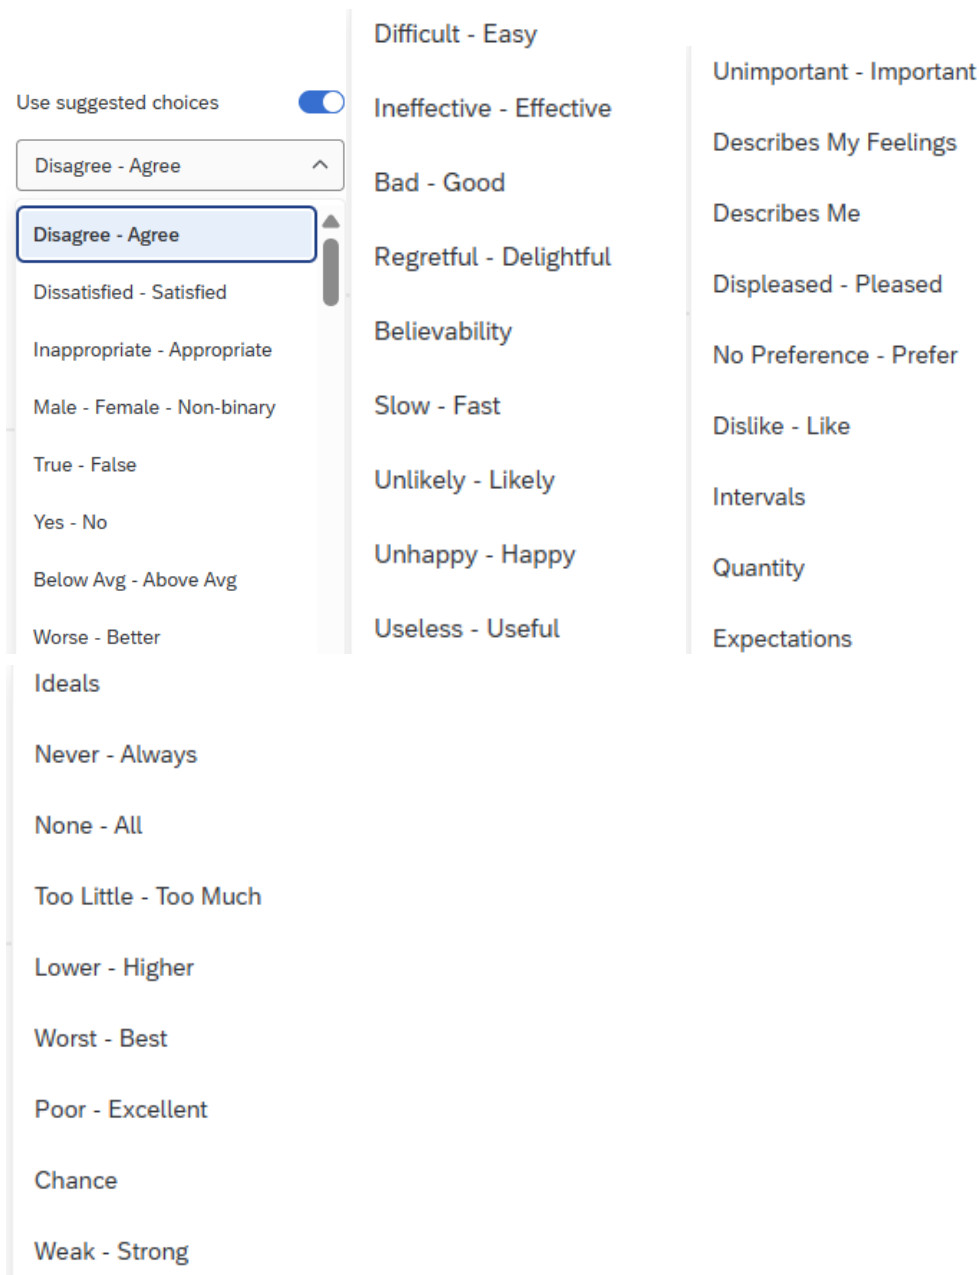 Use suggested choices
Disagree - Agree
Disagree - Agree
Dissatisfied - Satisfied
Inappropriate - Appropriate
Male - Female - Non-binary
True - False
Yes - No
Below Avg - Above Avg
Worse - Better
Difficult - Easy
Ineffective - Effective
Bad - Good
Regretful - Delightful
Believability
Slow - Fast
Unlikely - Likely
Unhappy - Happy
Useless - Useful
Unimportant - Important
Describes My Feelings
Describes Me
Displeased - Pleased
No Preference - Prefer
Dislike - Like
Intervals
Quantity
Expectations
Ideals
Never - Always
None - All
Too Little - Too Much
Lower - Higher
Worst - Best
Poor - Excellent
Chance
Weak - Strong